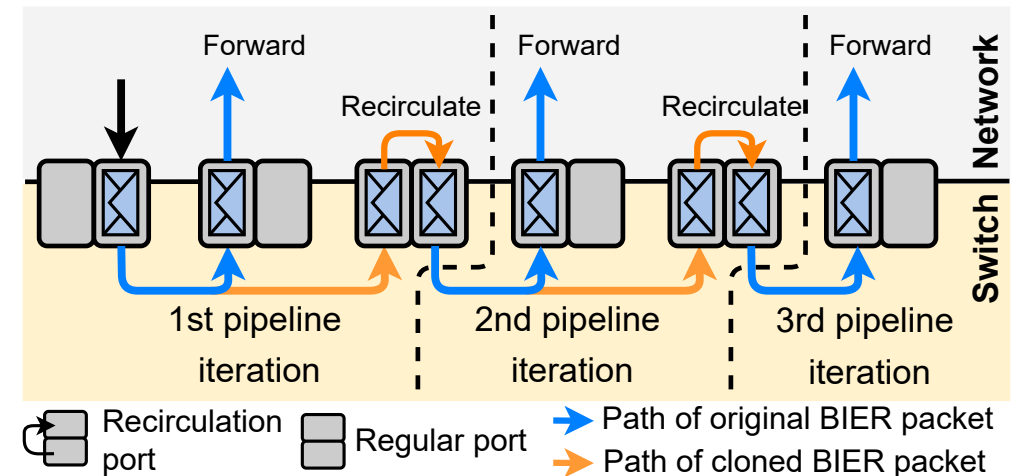 Forward
Forward
Forward
Recirculate
Recirculate
Network
Switch
1st pipeline
iteration
2nd pipeline
iteration
3rd pipeline
iteration
Recirculation
port
Regular port
Path of original BIER packet
Path of cloned BIER packet